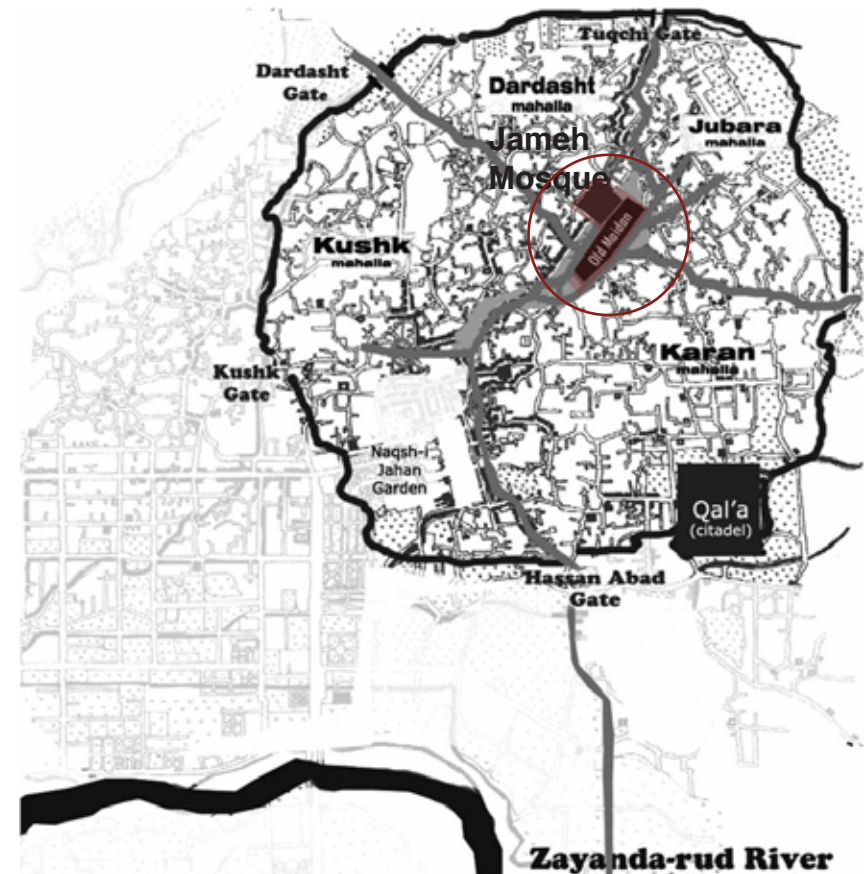 Tuqchi Gate
Dardasht
Gate
Dardasht
mahalla
Jubara
mahalla
Jameh
Mosque
Old Maidan
Kushk
mahalla
Karan
mahalla
Kushk
Gate
Naqsh-i
Jahan
Garden
Qal'a
(citadel)
Hassan Abad
Gate
Zayanda-rud River